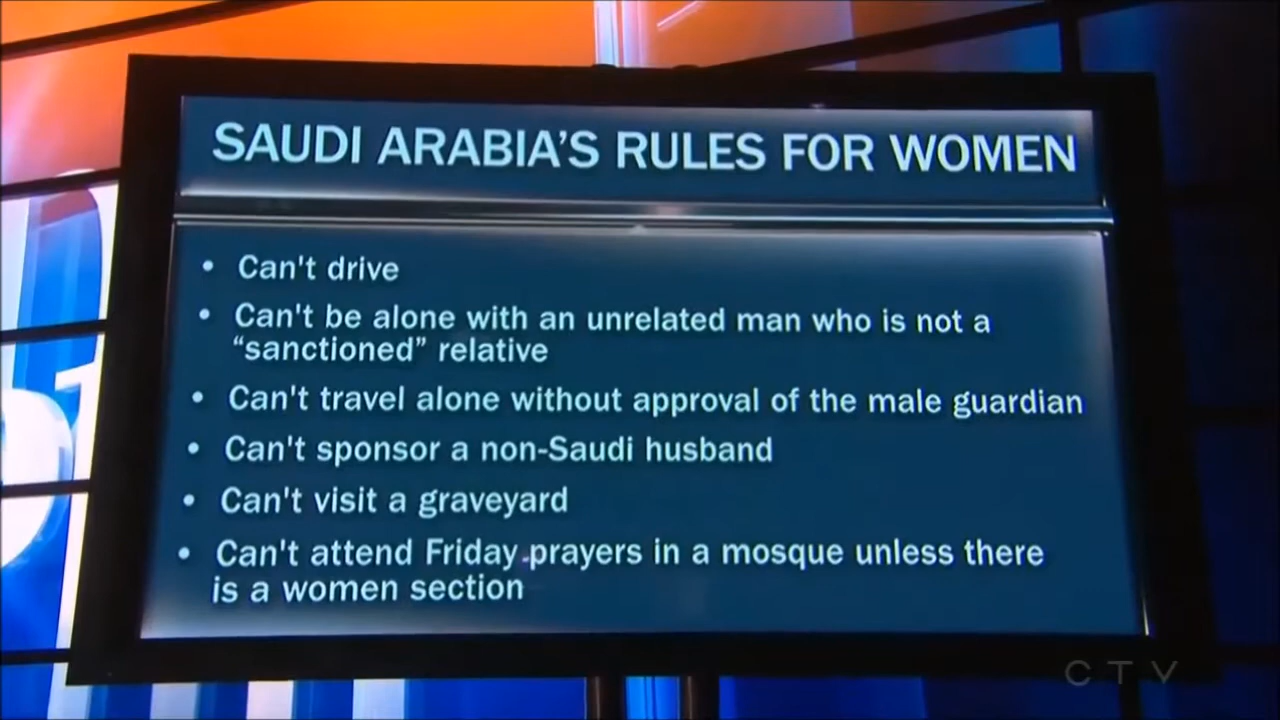 SAUDI ARABIA'S RULES FOR WOMEN
• Can't drive
• Can't be alone with an unrelated man who is not a
“sanctioned” relative
• Can't travel alone without approval of the male guardian
• Can't sponsor a non-Saudi husband
• Can't visit a graveyard
• Can't attend Friday prayers in a mosque unless there
is a women section
CTV